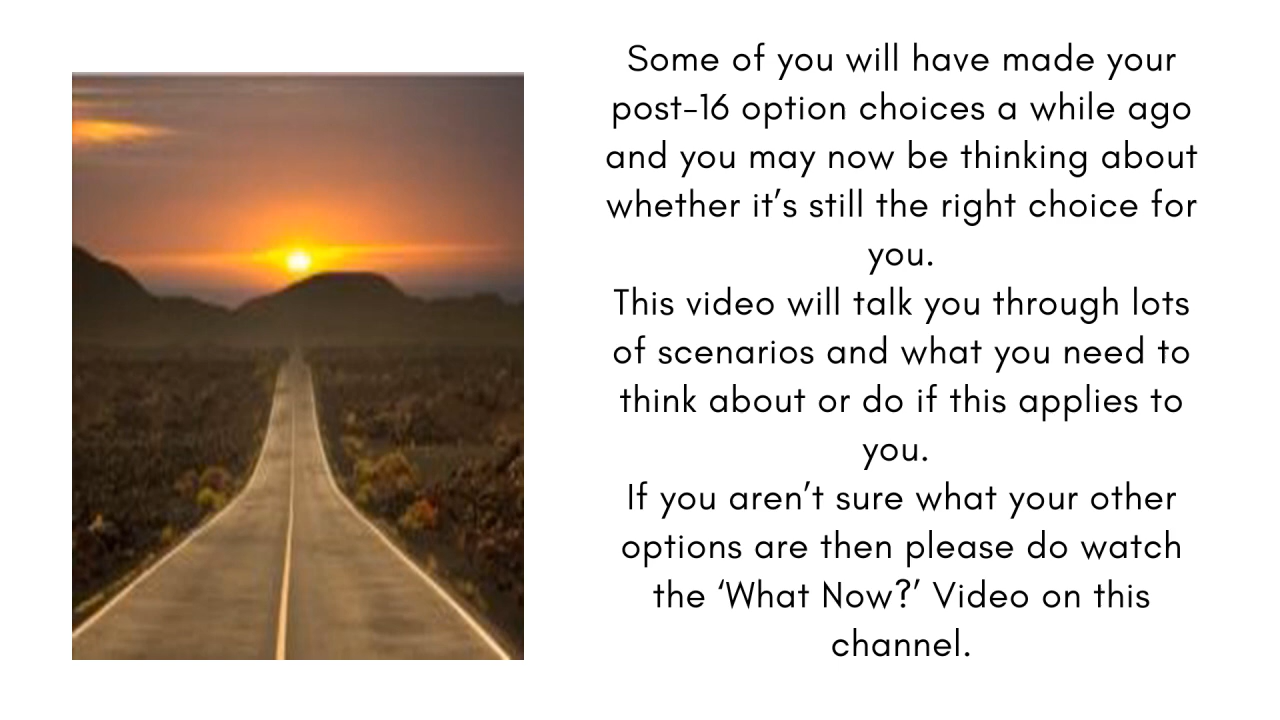 Some of you will have made your
post-16 option choices a while ago
and you may now be thinking about
whether it’s still the right choice for
you.
This video will talk you through lots
of scenarios and what you need to
think about or do if this applies to
you.
If you aren’t sure what your other
options are then please do watch
the ‘What Now?’ Video on this
channel.